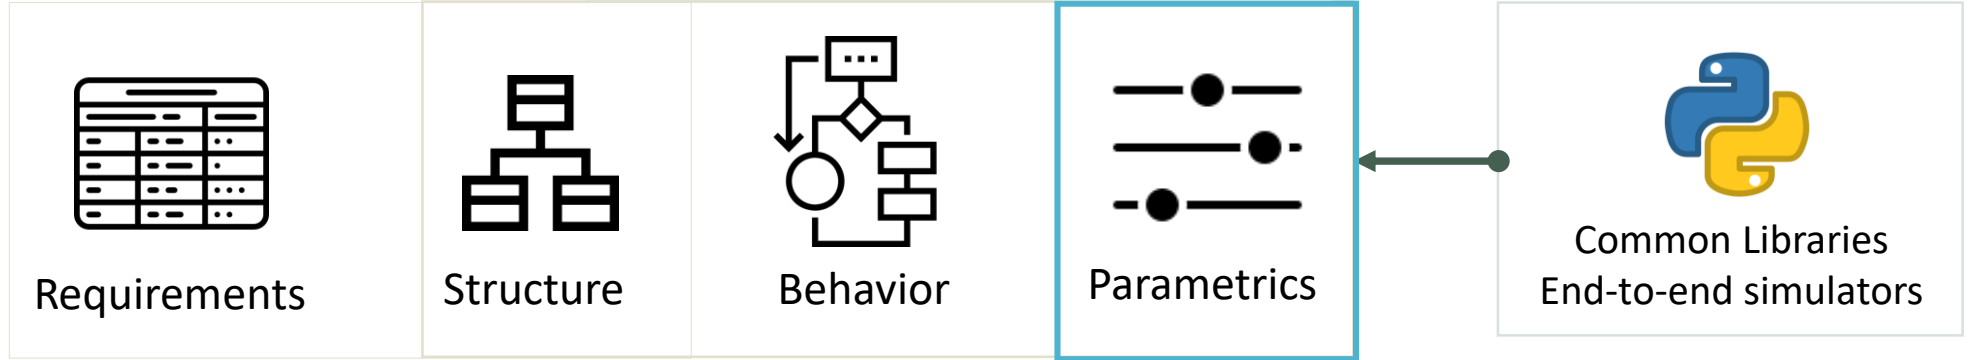 Requirements
Structure
Behavior
Parametrics
Common Libraries
End-to-end simulators